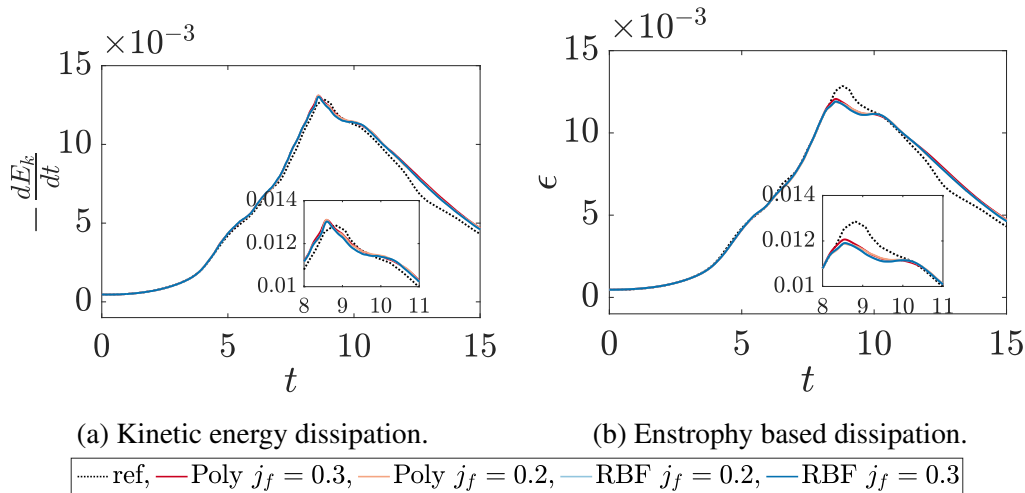 ×10⁻³
15
10
5
0
−dE_k/dt
0.014
0.012
0.01
8 9 10 11
0 5 10 15
t
(a) Kinetic energy dissipation.
×10⁻³
15
10
5
0
ϵ
0.014
0.012
0.01
8 9 10 11
0 5 10 15
t
(b) Enstrophy based dissipation.
ref, Poly j_f = 0.3, Poly j_f = 0.2, RBF j_f = 0.2, RBF j_f = 0.3